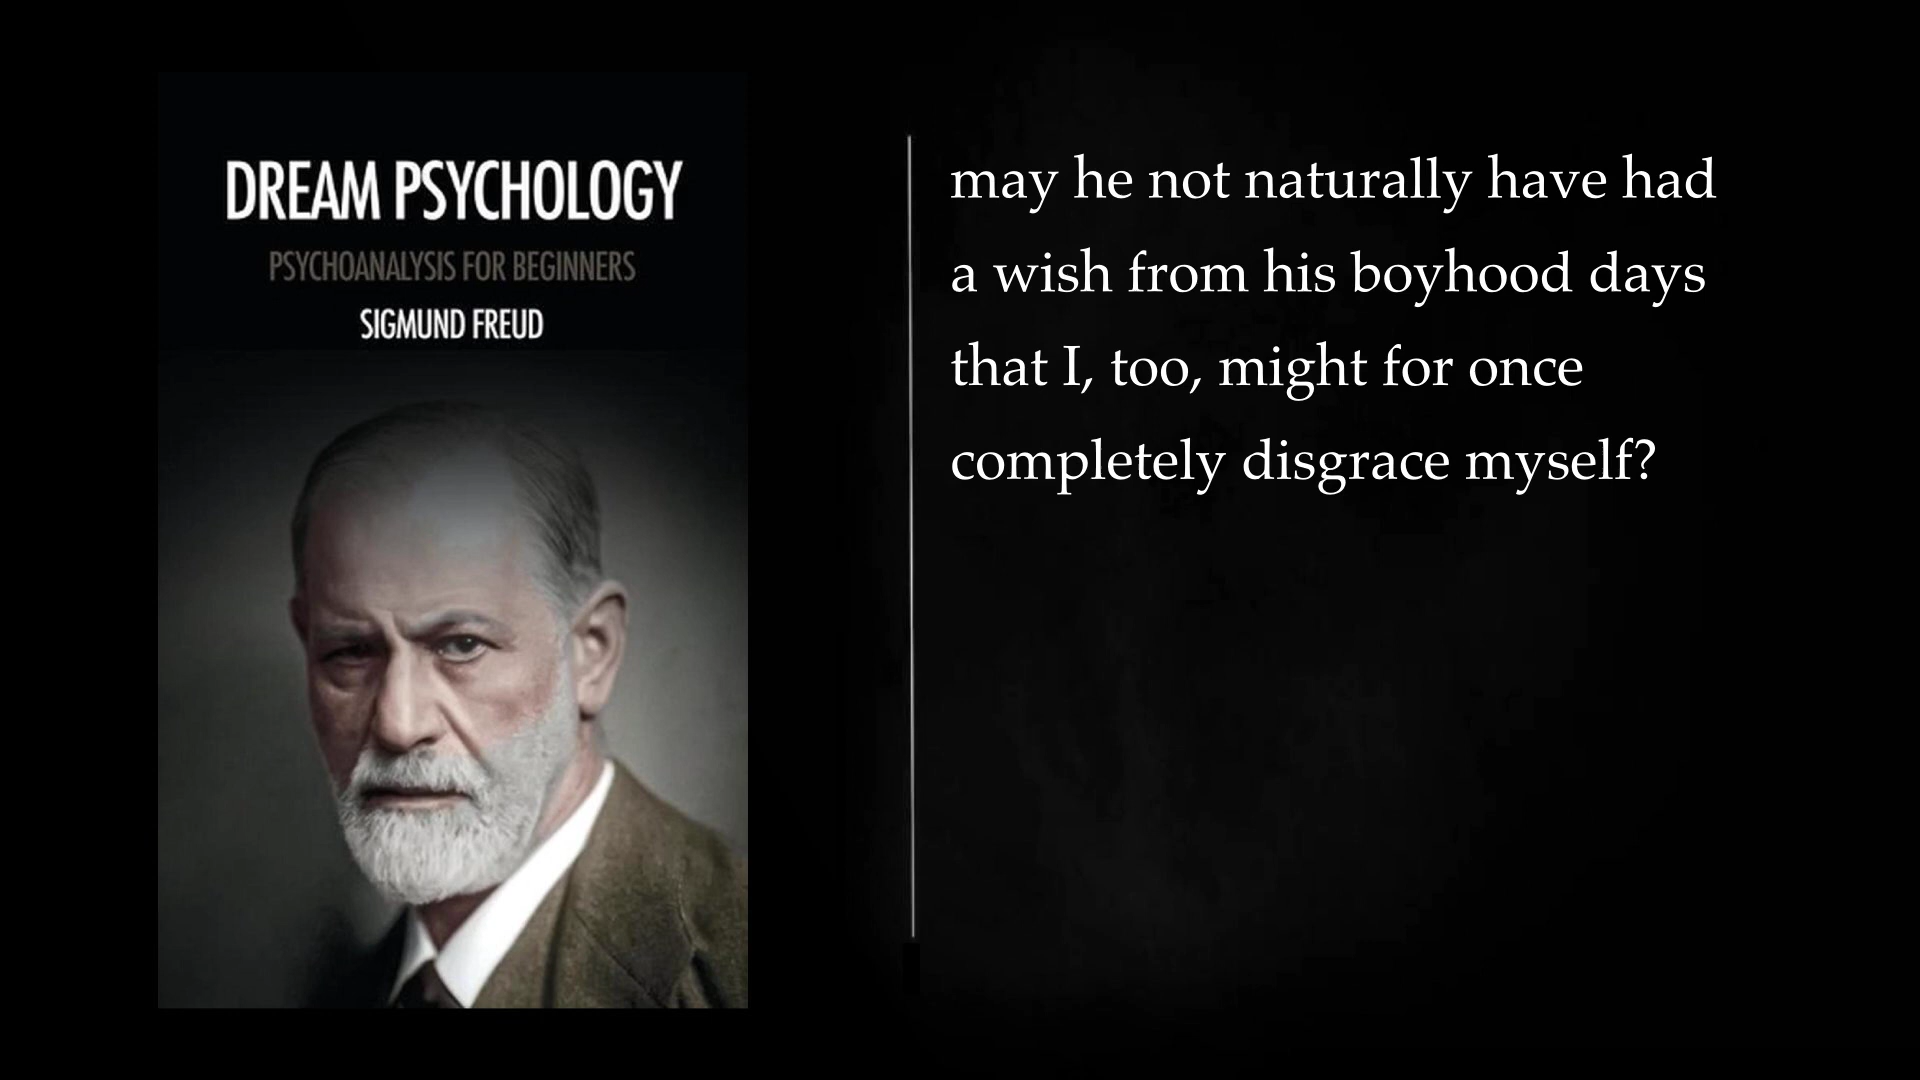 DREAM PSYCHOLOGY
PSYCHOANALYSIS FOR BEGINNERS
SIGMUND FREUD
may he not naturally have had
a wish from his boyhood days
that I, too, might for once
completely disgrace myself?